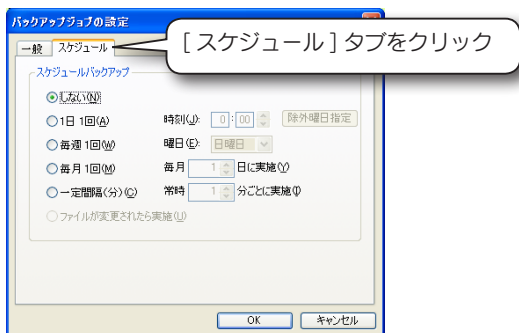 バックアップジョブの設定
[ スケジュール ] タブをクリック
一般 スケジュール
スケジュールバックアップ
しない(N)
1日 1回(A) 時刻(J): 0 : 00 除外曜日指定
毎週 1回(W) 曜日(E): 日曜日
毎月 1回(M) 毎月 1 日に実施(Y)
一定間隔(分)(C) 常時 1 分ごとに実施(I)
ファイルが変更されたら実施(U)
OK キャンセル